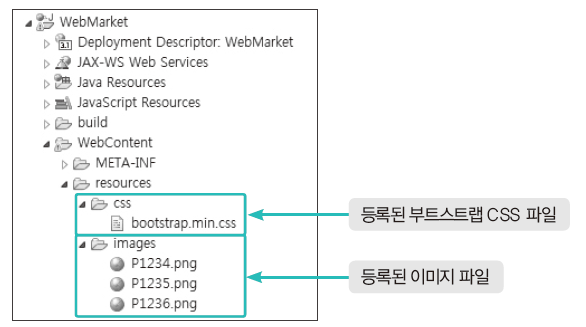 WebMarket
Deployment Descriptor: WebMarket
JAX-WS Web Services
Java Resources
JavaScript Resources
build
WebContent
META-INF
resources
css
bootstrap.min.css
images
P1234.png
P1235.png
P1236.png
등록된 부트스트랩 CSS 파일
등록된 이미지 파일